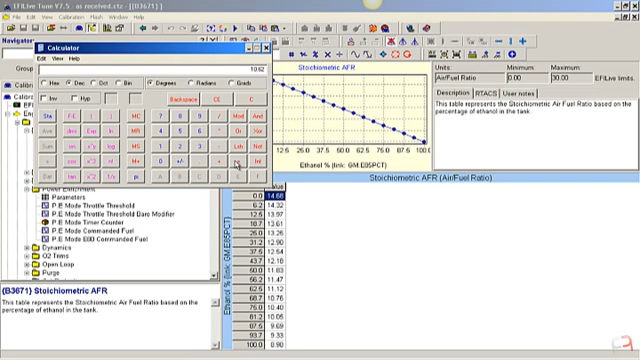 EFILive Tune V7.5 - as received.ctz - [{B3671}]
File Edit View Calibration Flash Window Help
Navigator
Calculator
Edit View Help
10.62
Hex Dec Oct Bin Degrees Radians Grads
Inv Hyp Backspace CE C
Sta F-E ( ) MC 7 8 9 / Mod And
Ave dms Exp ln MR 4 5 6 * Or Xor
Sum sin x^y log MS 1 2 3 - Lsh Not
s cos x^3 n! M+ 0 +/- . + = Int
Dat tan x^2 1/x pi A B C D E F
Stoichiometric AFR
12.5 25.0 37.5 50.0 62.5 75.0 87.5 100.0
Ethanol % (link: GM.E85PCT)
Units: Minimum: Maximum:
Air/Fuel Ratio 0.00 30.00 EFILive limits.
Description RTACS User notes
This table represents the Stoichiometric Air Fuel Ratio based on the percentage of ethanol in the tank.
Stoichiometric AFR (Air/Fuel Ratio)
Value
0.0 14.68
6.2 14.32
12.5 13.97
18.7 13.61
25.0 13.26
31.2 12.90
37.5 12.54
43.7 12.18
50.0 11.83
56.2 11.47
62.5 11.12
68.7 10.76
75.0 10.40
81.2 10.05
87.5 9.69
93.7 9.33
100.0 8.98
Ethanol % (link: GM.E85PCT)
Power Enrichment
Parameters
P.E Mode Throttle Threshold
P.E Mode Throttle Threshold Dare Modifier
P.E Mode Timer Counter
P.E Mode Commanded Fuel
P.E Mode E80 Commanded Fuel
Dynamics
O2 Trims
Open Loop
Purge
{B3671} Stoichiometric AFR
This table represents the Stoichiometric Air Fuel Ratio based on the percentage of ethanol in the tank.